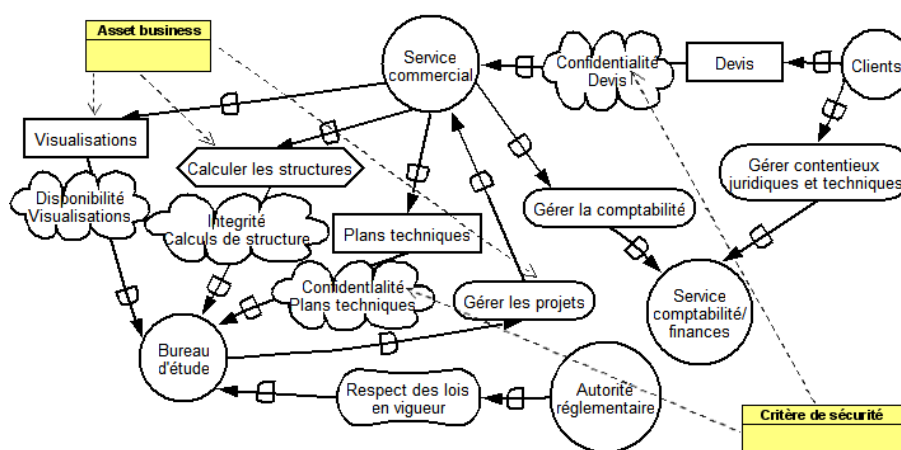 Asset business
Service
commercial
Confidentialité
Devis
Devis
Clients
Visualisations
Calculer les structures
Gérer contentieux
juridiques et techniques
Disponibilité
Visualisations
Integrité
Calculs de structure
Plans techniques
Gérer la comptabilité
Confidentialité
Plans techniques
Gérer les projets
Service
comptabilité/
finances
Bureau
d'étude
Respect des lois
en vigueur
Autorité
réglementaire
Critère de sécurité